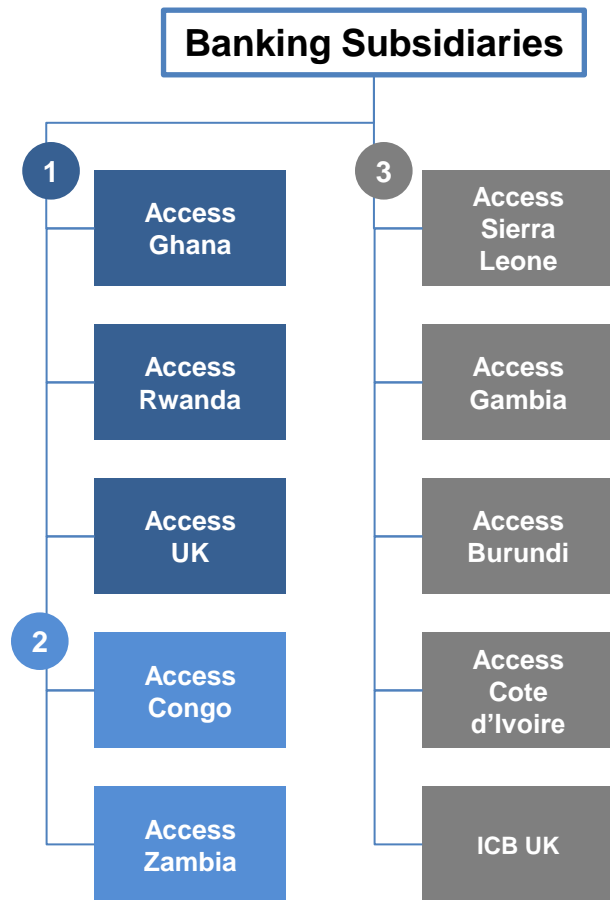 Banking Subsidiaries
1
Access
Ghana
Access
Rwanda
Access
UK
2
Access
Congo
Access
Zambia
3
Access
Sierra
Leone
Access
Gambia
Access
Burundi
Access
Cote
d’Ivoire
ICB UK